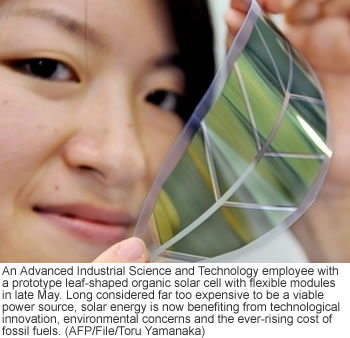 An Advanced Industrial Science and Technology employee with
a prototype leaf-shaped organic solar cell with flexible modules
in late May. Long considered far too expensive to be a viable
power source, solar energy is now benefiting from technological
innovation, environmental concerns and the ever-rising cost of
fossil fuels. (AFP/File/Toru Yamanaka)